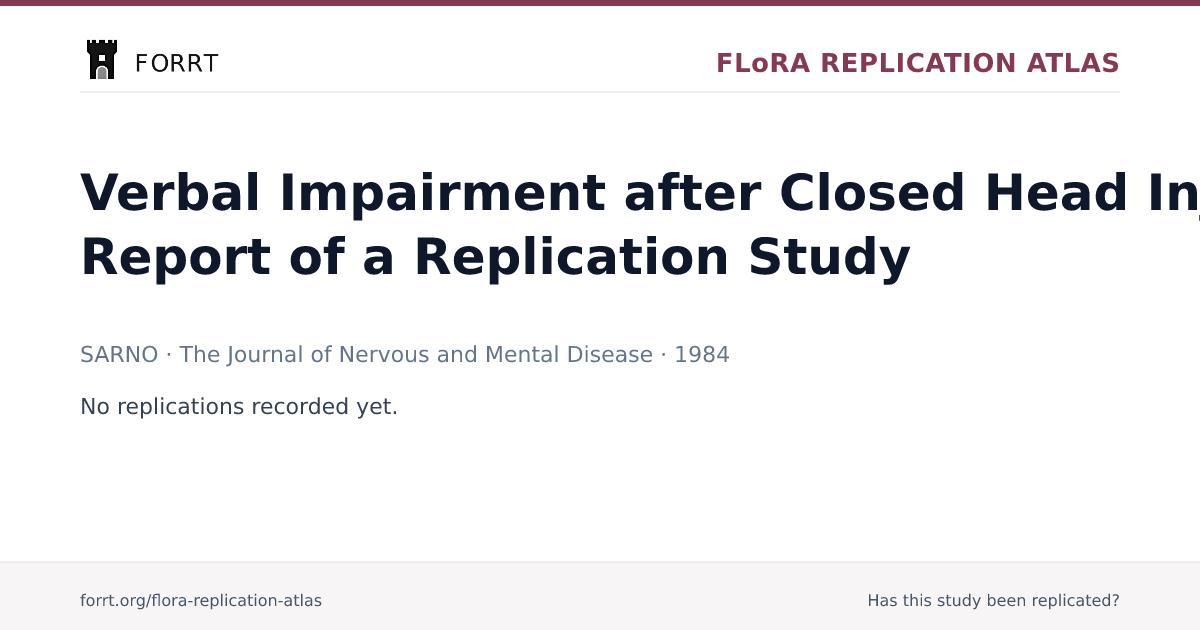 FORRT
FLoRA REPLICATION ATLAS
Verbal Impairment after Closed Head
Report of a Replication Study
SARNO · The Journal of Nervous and Mental Disease · 1984
No replications recorded yet.
forrt.org/flora-replication-atlas
Has this study been replicated?